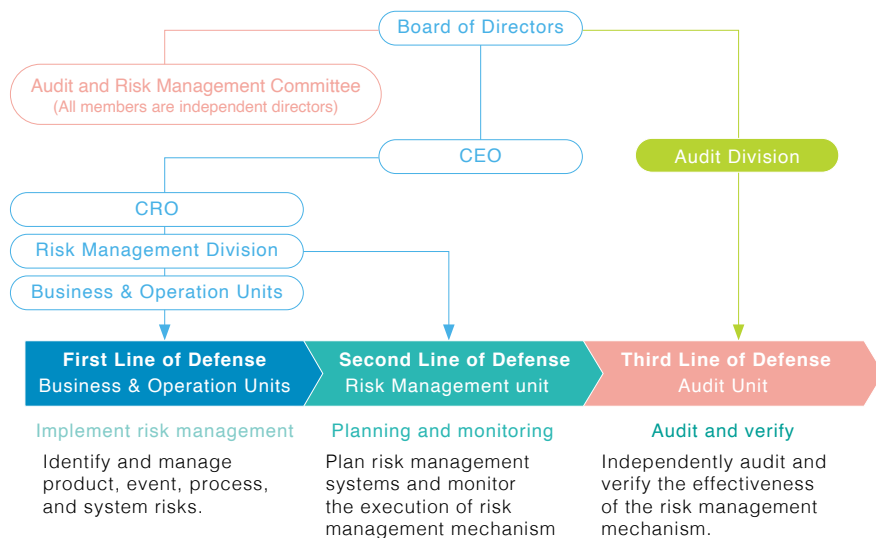 Board of Directors
Audit and Risk Management Committee
(All members are independent directors)
CEO
Audit Division
CRO
Risk Management Division
Business & Operation Units
First Line of Defense
Business & Operation Units
Second Line of Defense
Risk Management unit
Third Line of Defense
Audit Unit
Implement risk management
Identify and manage
product, event, process,
and system risks.
Planning and monitoring
Plan risk management
systems and monitor
the execution of risk
management mechanism
Audit and verify
Independently audit and
verify the effectiveness
of the risk management
mechanism.